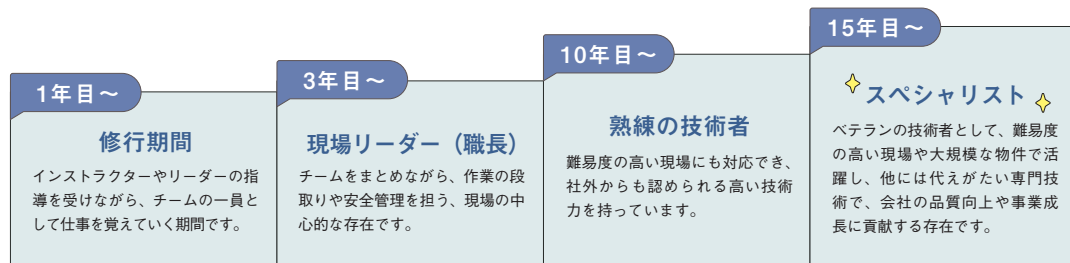 1年目～
修行期間
インストラクターやリーダーの指
導を受けながら、チームの一員と
して仕事を覚えていく期間です。
3年目～
現場リーダー（職長）
チームをまとめながら、作業の段
取りや安全管理を担う、現場の中
心的な存在です。
10年目～
熟練の技術者
難易度の高い現場にも対応でき、
社外からも認められる高い技術
力を持っています。
15年目～
スペシャリスト
ベテランの技術者として、難易度
の高い現場や大規模な物件で活
躍し、他には代えがたい専門技
術で、会社の品質向上や事業成
長に貢献する存在です。